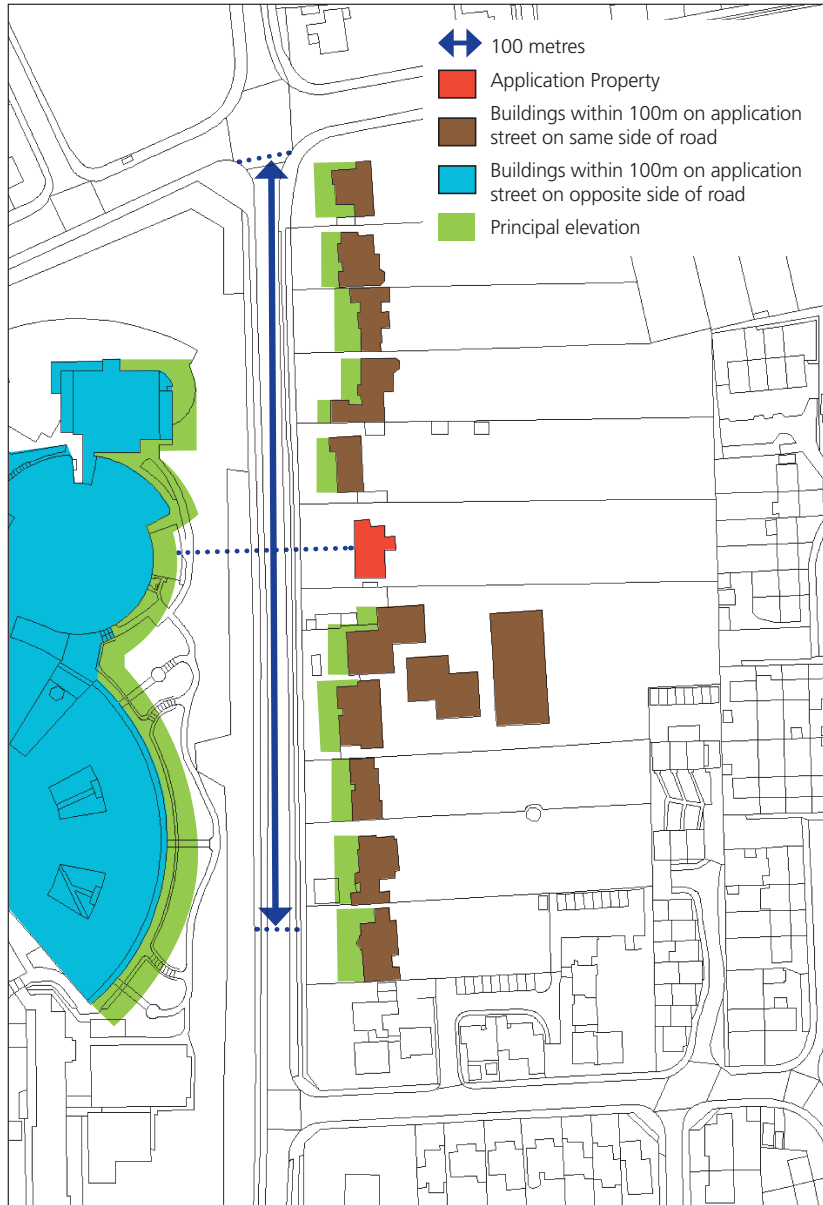 100 metres
Application Property
Buildings within 100m on application
street on same side of road
Buildings within 100m on application
street on opposite side of road
Principal elevation